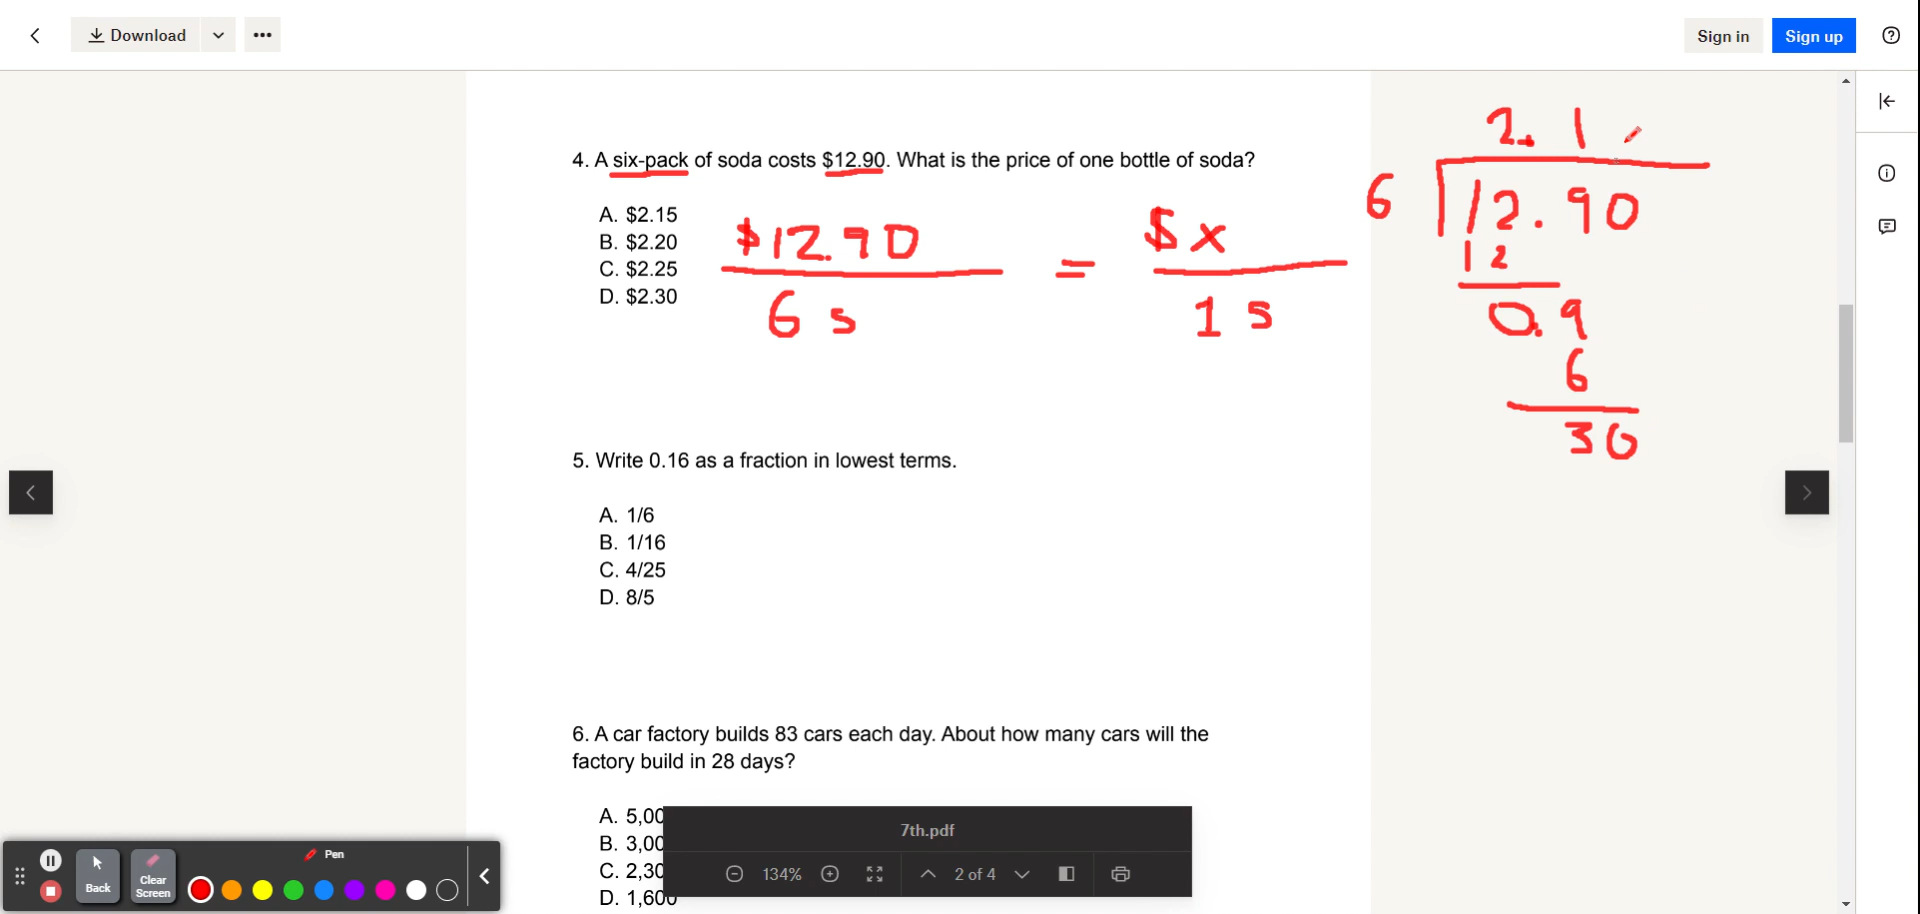 Download
Sign in
Sign up
4. A six-pack of soda costs $12.90. What is the price of one bottle of soda?
A. $2.15
B. $2.20
C. $2.25
D. $2.30
$12.90
6 s
=
$ x
1 s
2. 1
6 12.90
12
0.9
6
30
5. Write 0.16 as a fraction in lowest terms.
A. 1/6
B. 1/16
C. 4/25
D. 8/5
6. A car factory builds 83 cars each day. About how many cars will the
factory build in 28 days?
A. 5,00
B. 3,00
C. 2,30
D. 1,600
7th.pdf
134%
2 of 4
Pen
Back
Clear
Screen